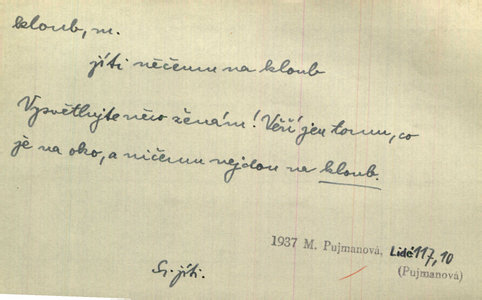 kloub, m.
jíti něčemu na kloub
Vysvětlujte něco ženám! Věří jen tomu, co
je na oko, a ničemu nejdou na kloub.
1937 M. Pujmanová, Lidé 117,10
(Pujmanová)
S. jíti.